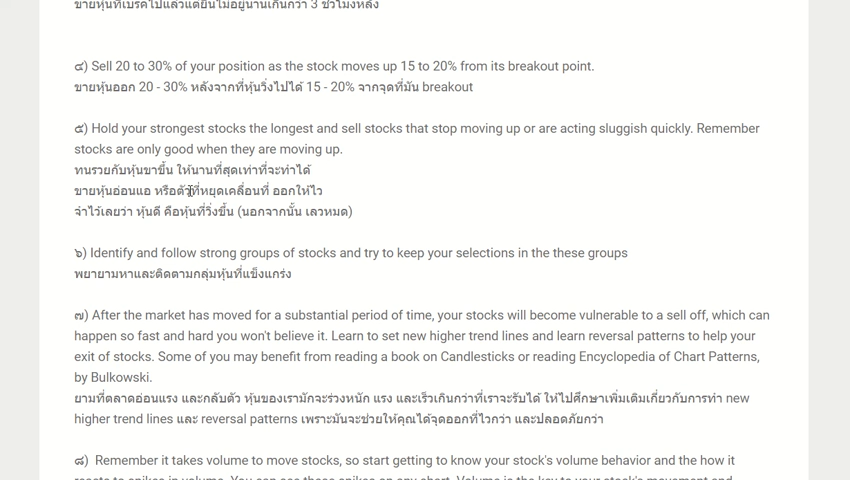 ขายหุ้นที่เบรคไปแล้วแต่ยืนไม่อยู่นานเกินกว่า 3 ชั่วโมงหลัง
๔) Sell 20 to 30% of your position as the stock moves up 15 to 20% from its breakout point.
ขายหุ้นออก 20 - 30% หลังจากที่หุ้นวิ่งไปได้ 15 - 20% จากจุดที่มัน breakout
๕) Hold your strongest stocks the longest and sell stocks that stop moving up or are acting sluggish quickly. Remember
stocks are only good when they are moving up.
ทนรวยกับหุ้นขาขึ้น ให้นานที่สุดเท่าที่จะทำได้
ขายหุ้นอ่อนแอ หรือตัวที่หยุดเคลื่อนที่ ออกให้ไว
จำไว้เลยว่า หุ้นดี คือหุ้นที่วิ่งขึ้น (นอกจากนั้น เลวหมด)
๖) Identify and follow strong groups of stocks and try to keep your selections in the these groups
พยายามหาและติดตามกลุ่มหุ้นที่แข็งแกร่ง
๗) After the market has moved for a substantial period of time, your stocks will become vulnerable to a sell off, which can
happen so fast and hard you won't believe it. Learn to set new higher trend lines and learn reversal patterns to help your
exit of stocks. Some of you may benefit from reading a book on Candlesticks or reading Encyclopedia of Chart Patterns,
by Bulkowski.
ยามที่ตลาดอ่อนแรง และกลับตัว หุ้นของเรามักจะร่วงหนัก แรง และเร็วเกินกว่าที่เราจะรับได้ ให้ไปศึกษาเพิ่มเติมเกี่ยวกับการทำ new
higher trend lines และ reversal patterns เพราะมันจะช่วยให้คุณได้จุดออกที่ไวกว่า และปลอดภัยกว่า
๘) Remember it takes volume to move stocks, so start getting to know your stock's volume behavior and the how it
reacts to spikes in volume. You can see these spikes on any chart. Volume is the key to your stock's movement and